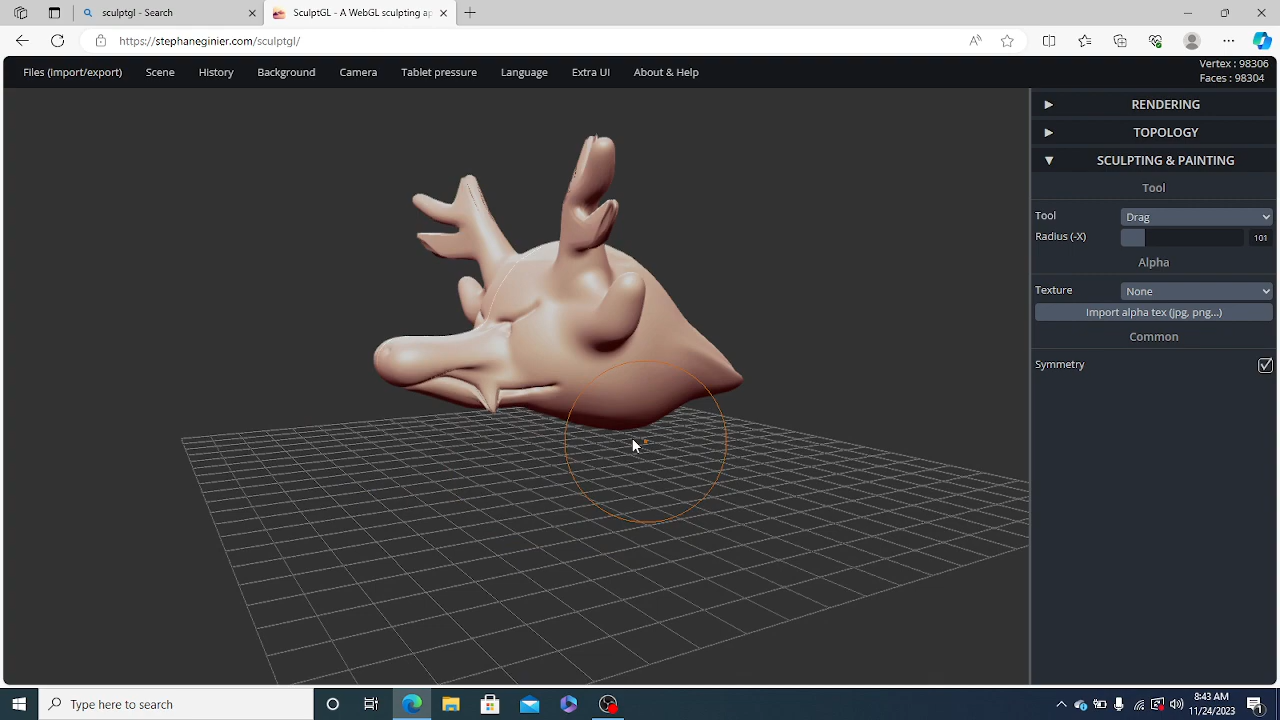 sculptgl - Search
SculptGL - A WebGL sculpting ap
https://stephaneginier.com/sculptgl/
Files (import/export) Scene History Background Camera Tablet pressure Language Extra UI About & Help
Vertex : 98306
Faces : 98304
RENDERING
TOPOLOGY
SCULPTING & PAINTING
Tool
Tool Drag
Radius (-X) 101
Alpha
Texture None
Import alpha tex (jpg, png...)
Common
Symmetry
Type here to search
8:43 AM
11/24/2023
1